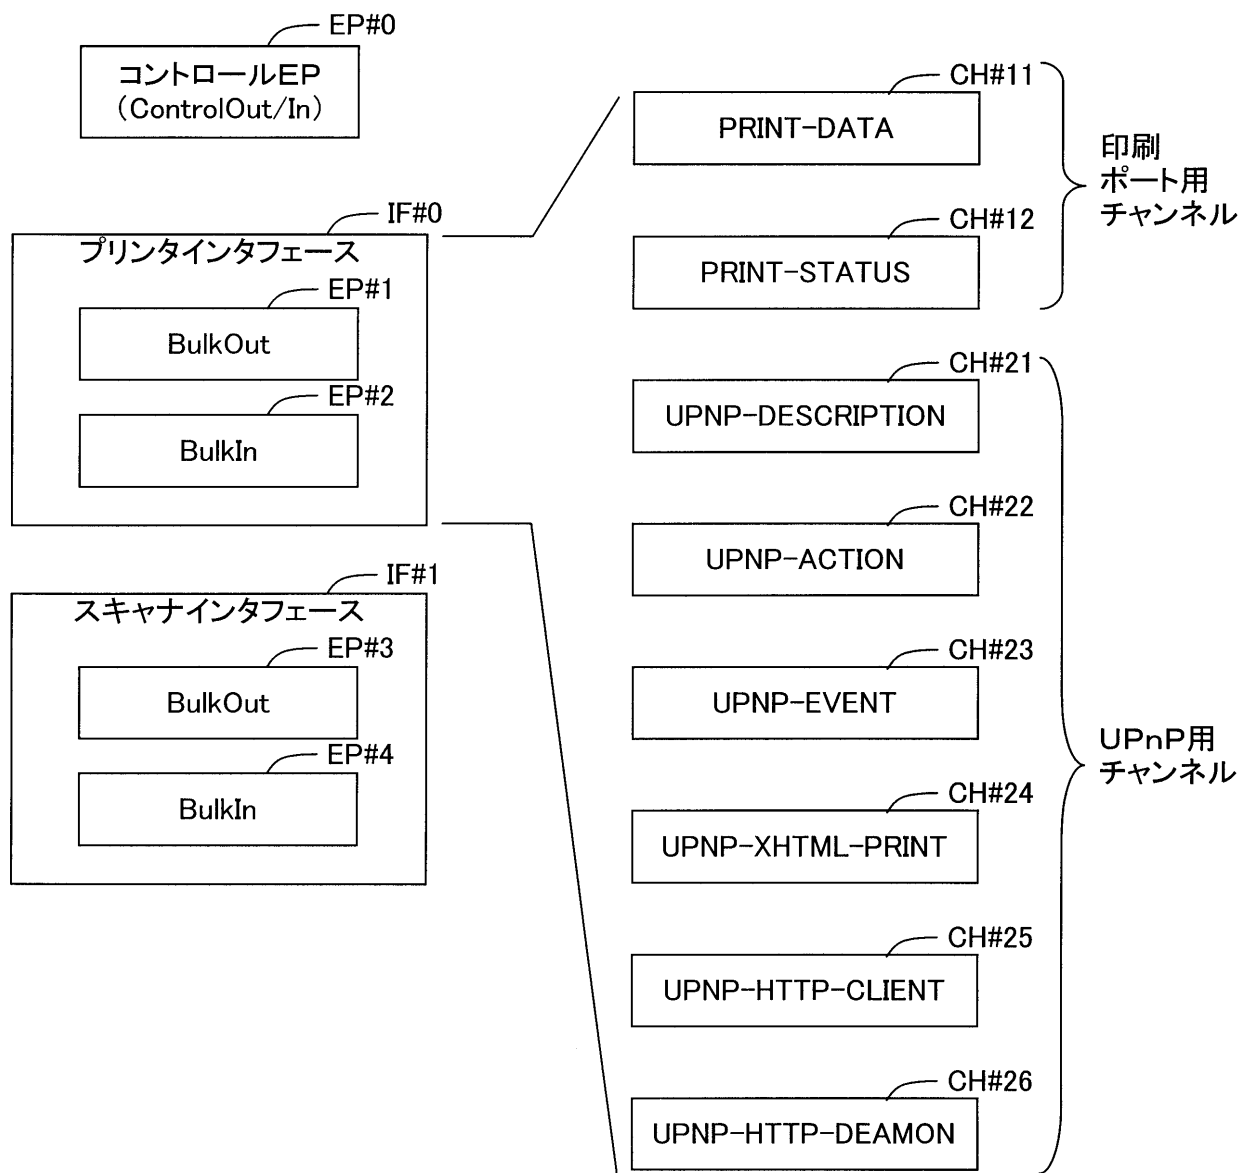 EP#0
コントロールEP
(ControlOut/In)
IF#0
プリンタインタフェース
EP#1
BulkOut
EP#2
BulkIn
IF#1
スキャナインタフェース
EP#3
BulkOut
EP#4
BulkIn
CH#11
PRINT-DATA
CH#12
PRINT-STATUS
印刷
ポート用
チャンネル
CH#21
UPNP-DESCRIPTION
CH#22
UPNP-ACTION
CH#23
UPNP-EVENT
CH#24
UPNP-XHTML-PRINT
CH#25
UPNP-HTTP-CLIENT
CH#26
UPNP-HTTP-DEAMON
UPnP用
チャンネル